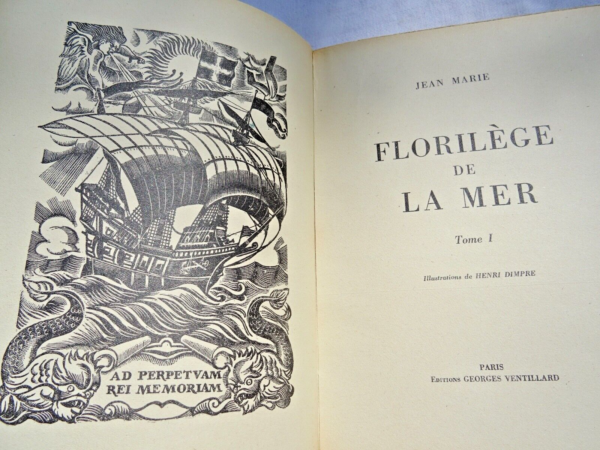 AD PERPETVAM
REI MEMORIAM
JEAN MARIE
FLORILÈGE
DE
LA MER
Tome I
Illustrations de HENRI DIMPRE
PARIS
Editions GEORGES VENTILLARD